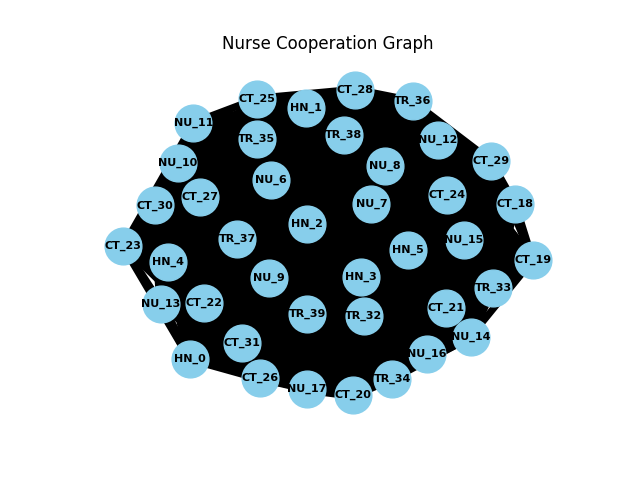 Nurse Cooperation Graph
CT_28
CT_25
TR_36
HN_1
NU_11
TR_38
TR_35
NU_12
NU_10
CT_29
NU_8
NU_6
CT_24
CT_27
CT_30
NU_7
CT_18
HN_2
TR_37
NU_15
CT_23
HN_5
HN_4
CT_19
NU_9
HN_3
TR_33
NU_13
CT_22
CT_21
TR_39
TR_32
NU_14
CT_31
NU_16
HN_0
CT_26
TR_34
NU_17
CT_20